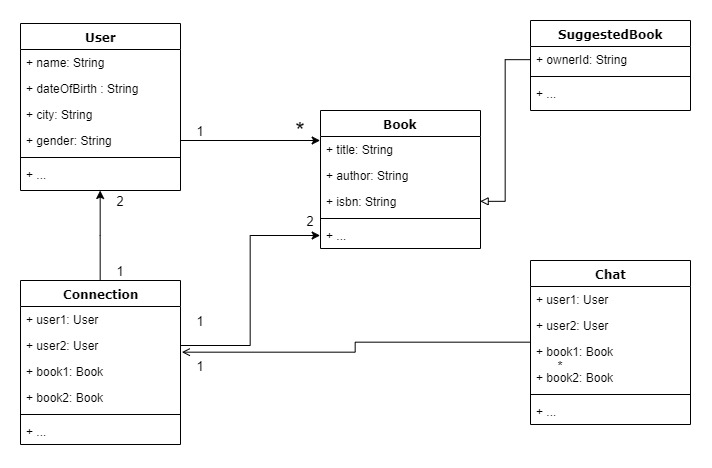 User
+ name: String
+ dateOfBirth : String
+ city: String
+ gender: String
+ ...
1
*
Book
+ title: String
+ author: String
+ isbn: String
+ ...
SuggestedBook
+ ownerId: String
+ ...
2
1
2
1
1
Connection
+ user1: User
+ user2: User
+ book1: Book
+ book2: Book
+ ...
Chat
+ user1: User
+ user2: User
+ book1: Book
*
+ book2: Book
+ ...